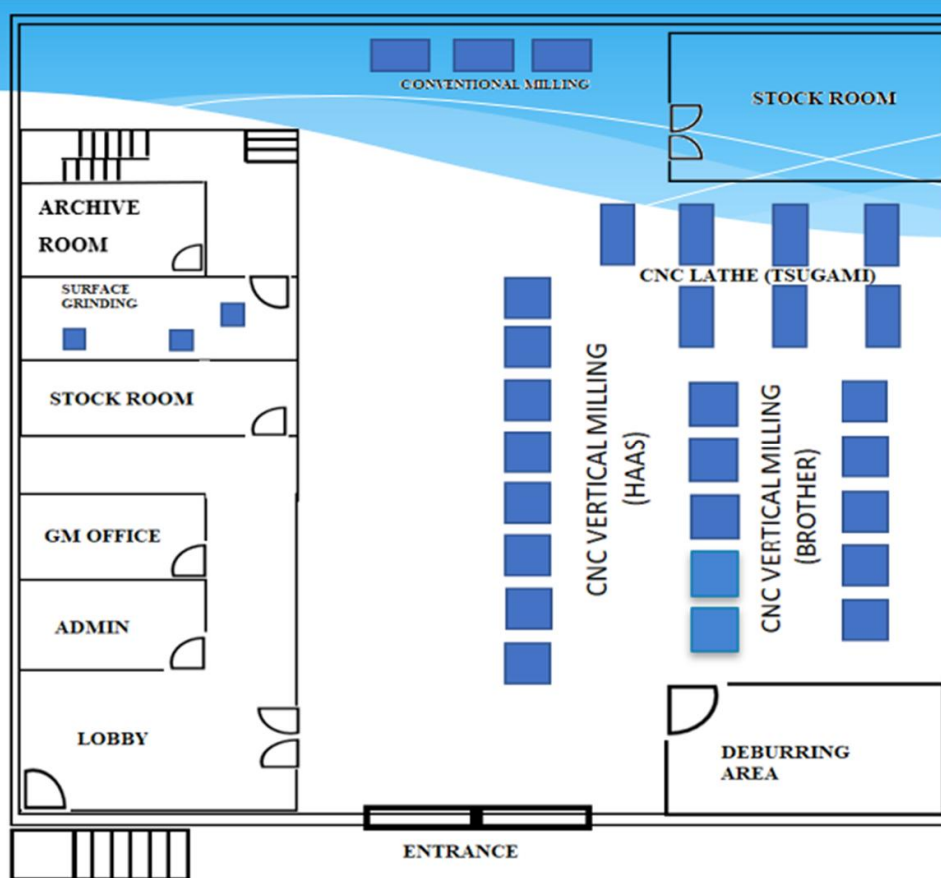 CONVENTIONAL MILLING
STOCK ROOM
ARCHIVE
ROOM
CNC LATHE (TSUGAMI)
SURFACE
GRINDING
STOCK ROOM
CNC VERTICAL MILLING
(HAAS)
CNC VERTICAL MILLING
(BROTHER)
GM OFFICE
ADMIN
LOBBY
DEBURRING
AREA
ENTRANCE